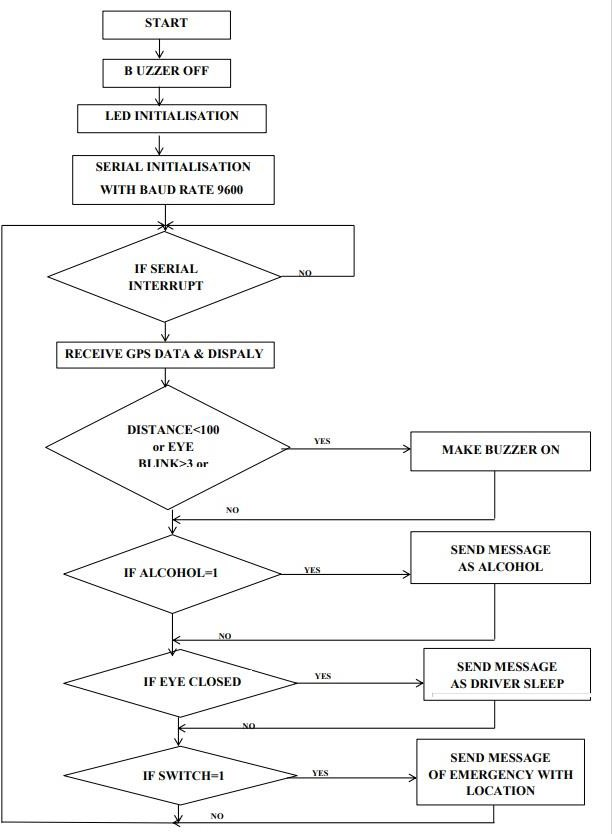 START
B UZZER OFF
LED INITIALISATION
SERIAL INITIALISATION
WITH BAUD RATE 9600
IF SERIAL
INTERRUPT
NO
RECEIVE GPS DATA & DISPALY
DISTANCE<100
or EYE
BLINK>3 or
YES
MAKE BUZZER ON
NO
IF ALCOHOL=1
YES
SEND MESSAGE
AS ALCOHOL
NO
IF EYE CLOSED
YES
SEND MESSAGE
AS DRIVER SLEEP
NO
IF SWITCH=1
YES
SEND MESSAGE
OF EMERGENCY WITH
LOCATION
NO